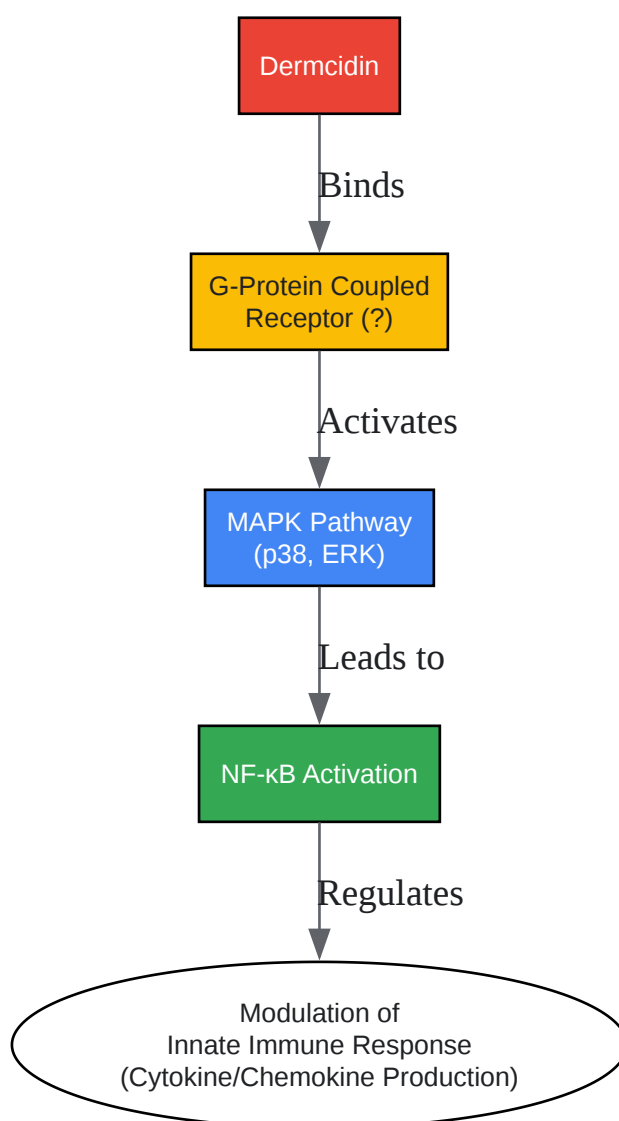 Dermcidin
Binds
G-Protein Coupled
Receptor (?)
Activates
MAPK Pathway
(p38, ERK)
Leads to
NF-κB Activation
Regulates
Modulation of
Innate Immune Response
(Cytokine/Chemokine Production)